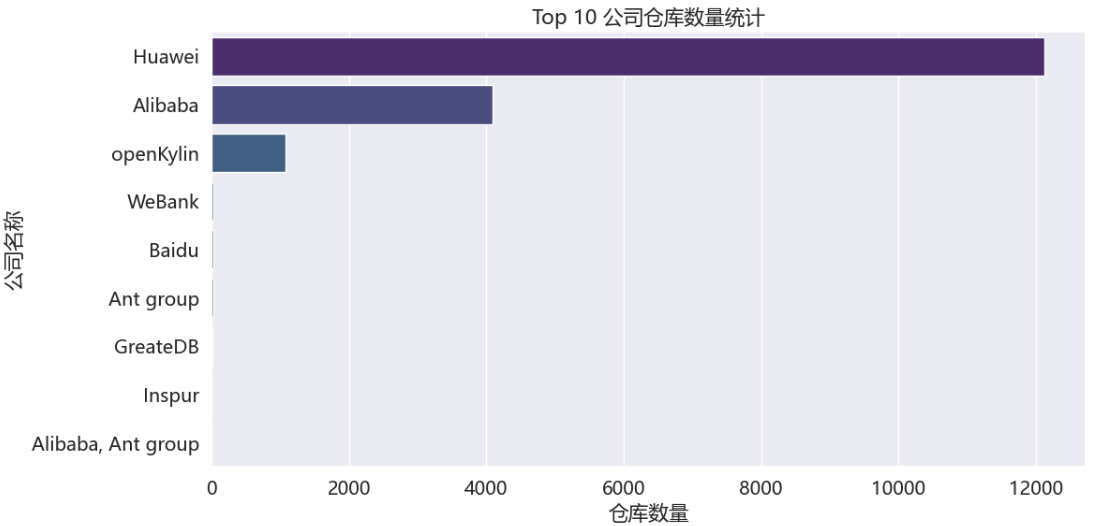 Top 10 公司仓库数量统计
公司名称
Huawei
Alibaba
openKylin
WeBank
Baidu
Ant group
GreateDB
Inspur
Alibaba, Ant group
0 2000 4000 6000 8000 10000 12000
仓库数量